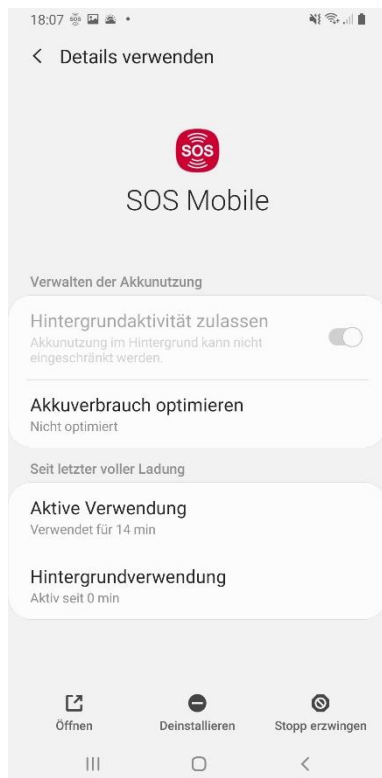 18:07 SOS
Details verwenden
SOS
SOS Mobile
Verwalten der Akkunutzung
Hintergrundaktivität zulassen
Akkunutzung im Hintergrund kann nicht
eingeschränkt werden.
Akkuverbrauch optimieren
Nicht optimiert
Seit letzter voller Ladung
Aktive Verwendung
Verwendet für 14 min
Hintergrundverwendung
Aktiv seit 0 min
Öffnen Deinstallieren Stopp erzwingen